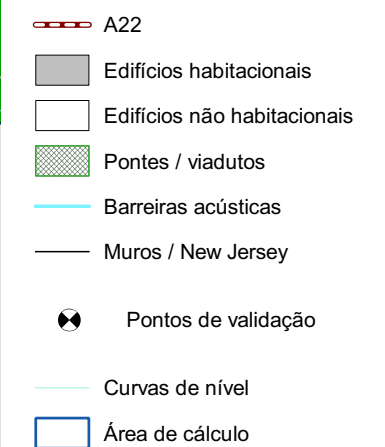 A22
Edifícios habitacionais
Edifícios não habitacionais
Pontes / viadutos
Barreiras acústicas
Muros / New Jersey
Pontos de validação
Curvas de nível
Área de cálculo